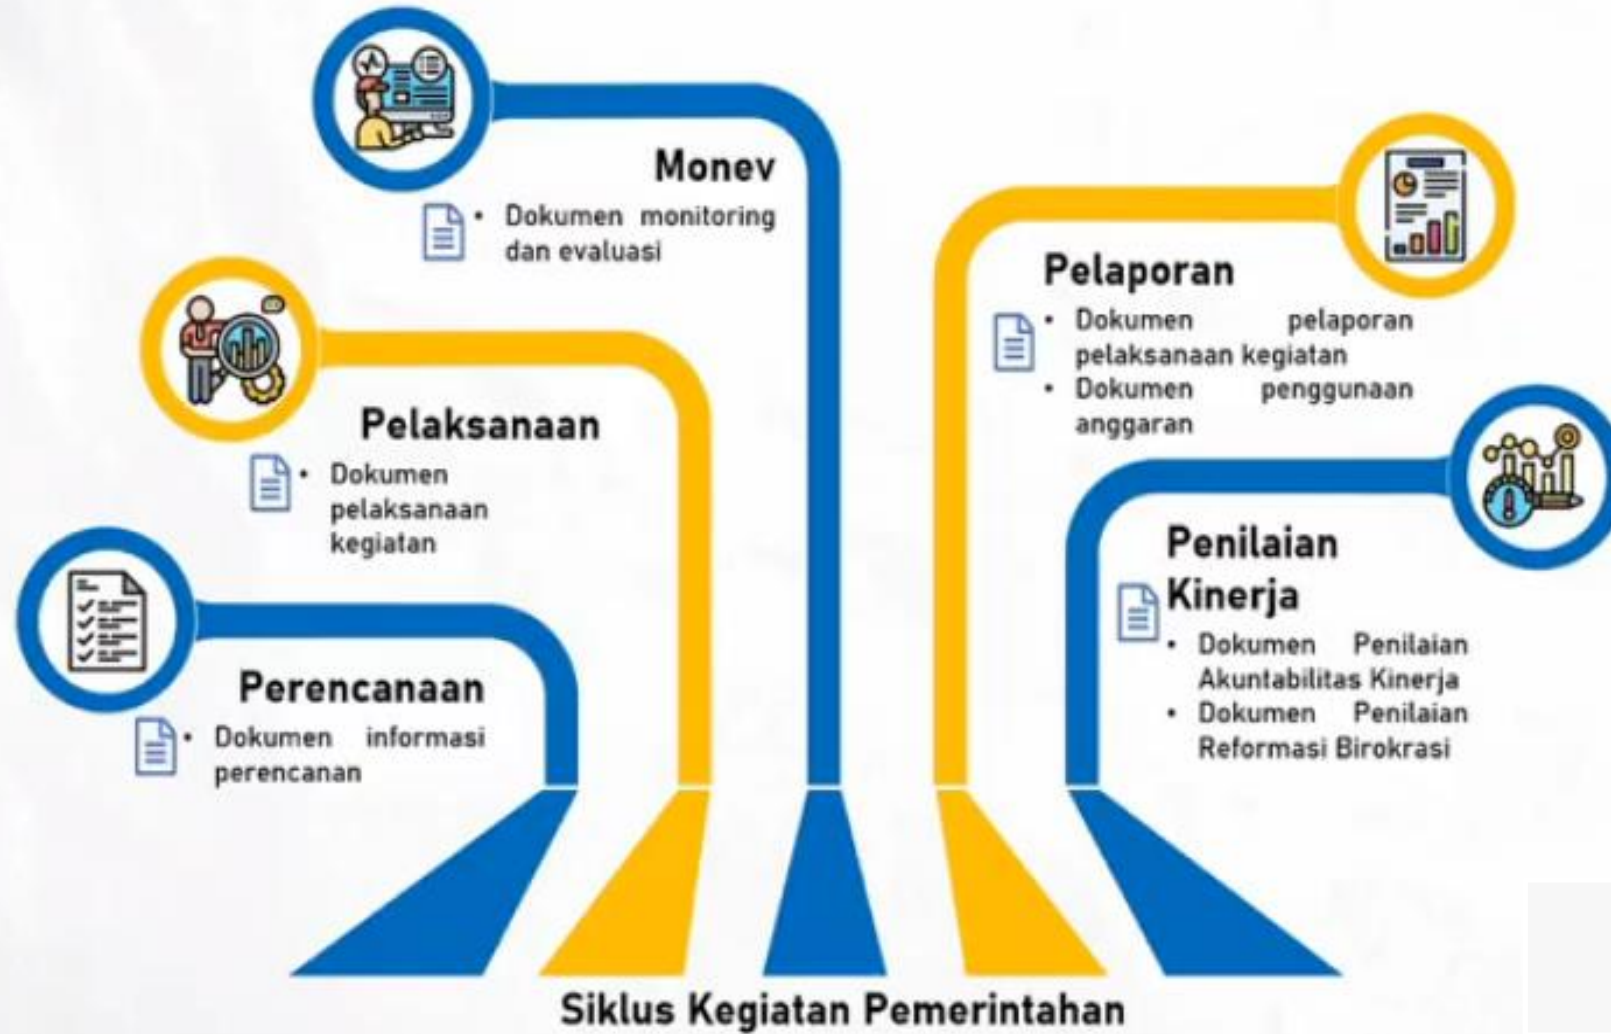 Monev
• Dokumen monitoring
dan evaluasi
Pelaksanaan
• Dokumen
pelaksanaan
kegiatan
Perencanaan
• Dokumen informasi
perencanan
Pelaporan
• Dokumen pelaporan
pelaksanaan kegiatan
• Dokumen penggunaan
anggaran
Penilaian
Kinerja
• Dokumen Penilaian
Akuntabilitas Kinerja
• Dokumen Penilaian
Reformasi Birokrasi
Siklus Kegiatan Pemerintahan